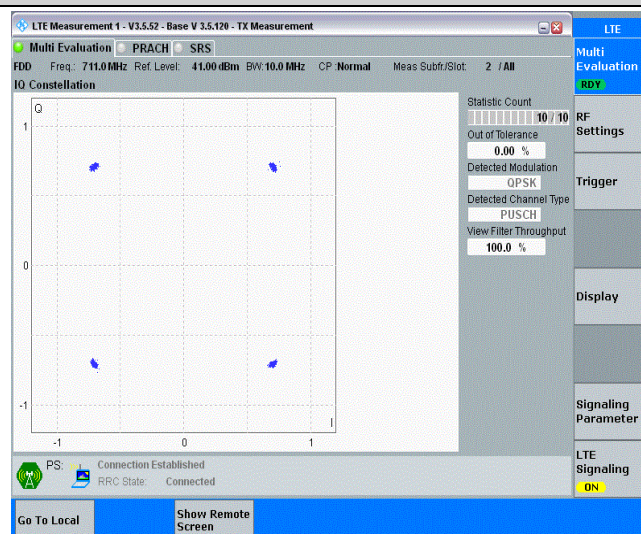 LTE Measurement 1 - V3.5.52 - Base V 3.5.120 - TX Measurement
LTE
Multi Evaluation PRACH SRS
Multi
Evaluation
RDY
FDD Freq.: 711.0 MHz Ref. Level: 41.00 dBm BW: 10.0 MHz CP :Normal Meas Subfr./Slot: 2 / All
IQ Constellation
Statistic Count
10 / 10
Out of Tolerance
0.00 %
Detected Modulation
QPSK
Detected Channel Type
PUSCH
View Filter Throughput
100.0 %
Q
1
0
-1
I
-1 0 1
RF
Settings
Trigger
Display
Signaling
Parameter
LTE
Signaling
ON
PS: Connection Established
RRC State: Connected
Go To Local
Show Remote
Screen